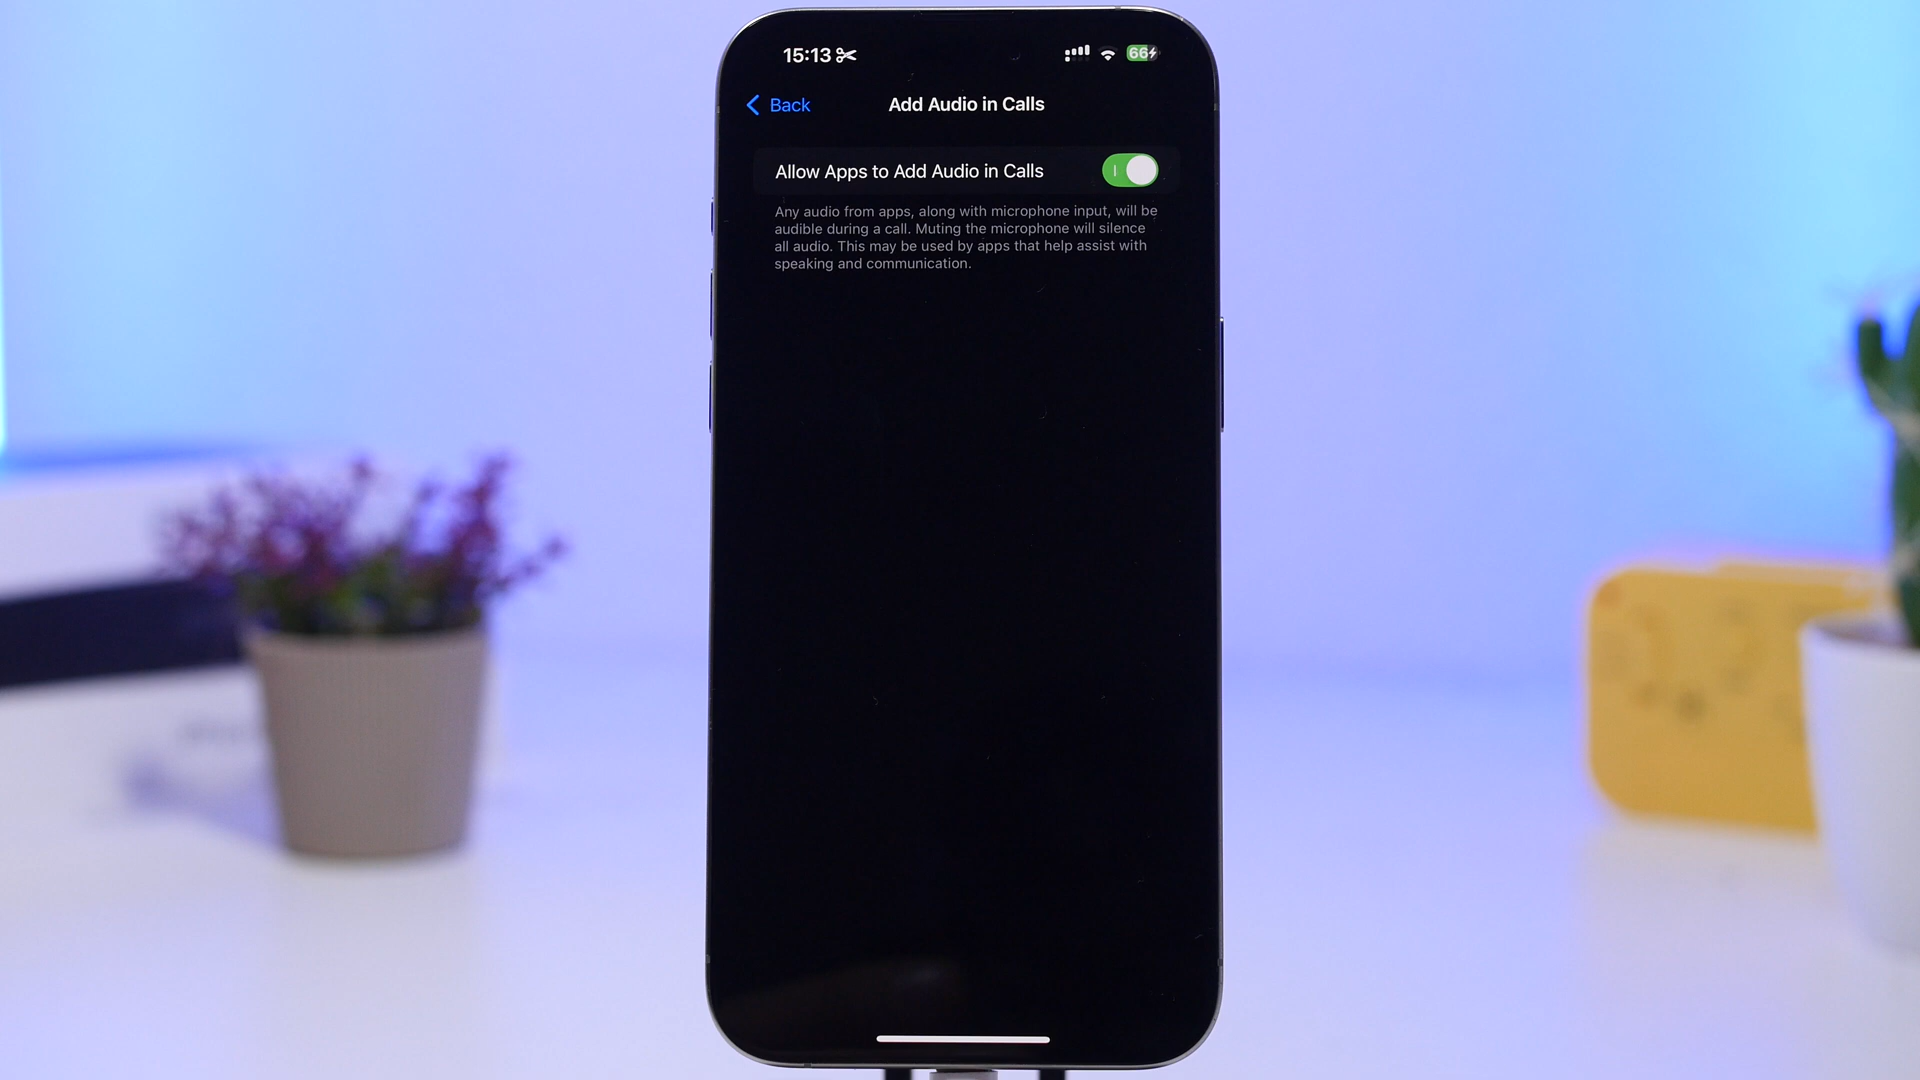 15:13
66
Back
Add Audio in Calls
Allow Apps to Add Audio in Calls
Any audio from apps, along with microphone input, will be
audible during a call. Muting the microphone will silence
all audio. This may be used by apps that help assist with
speaking and communication.